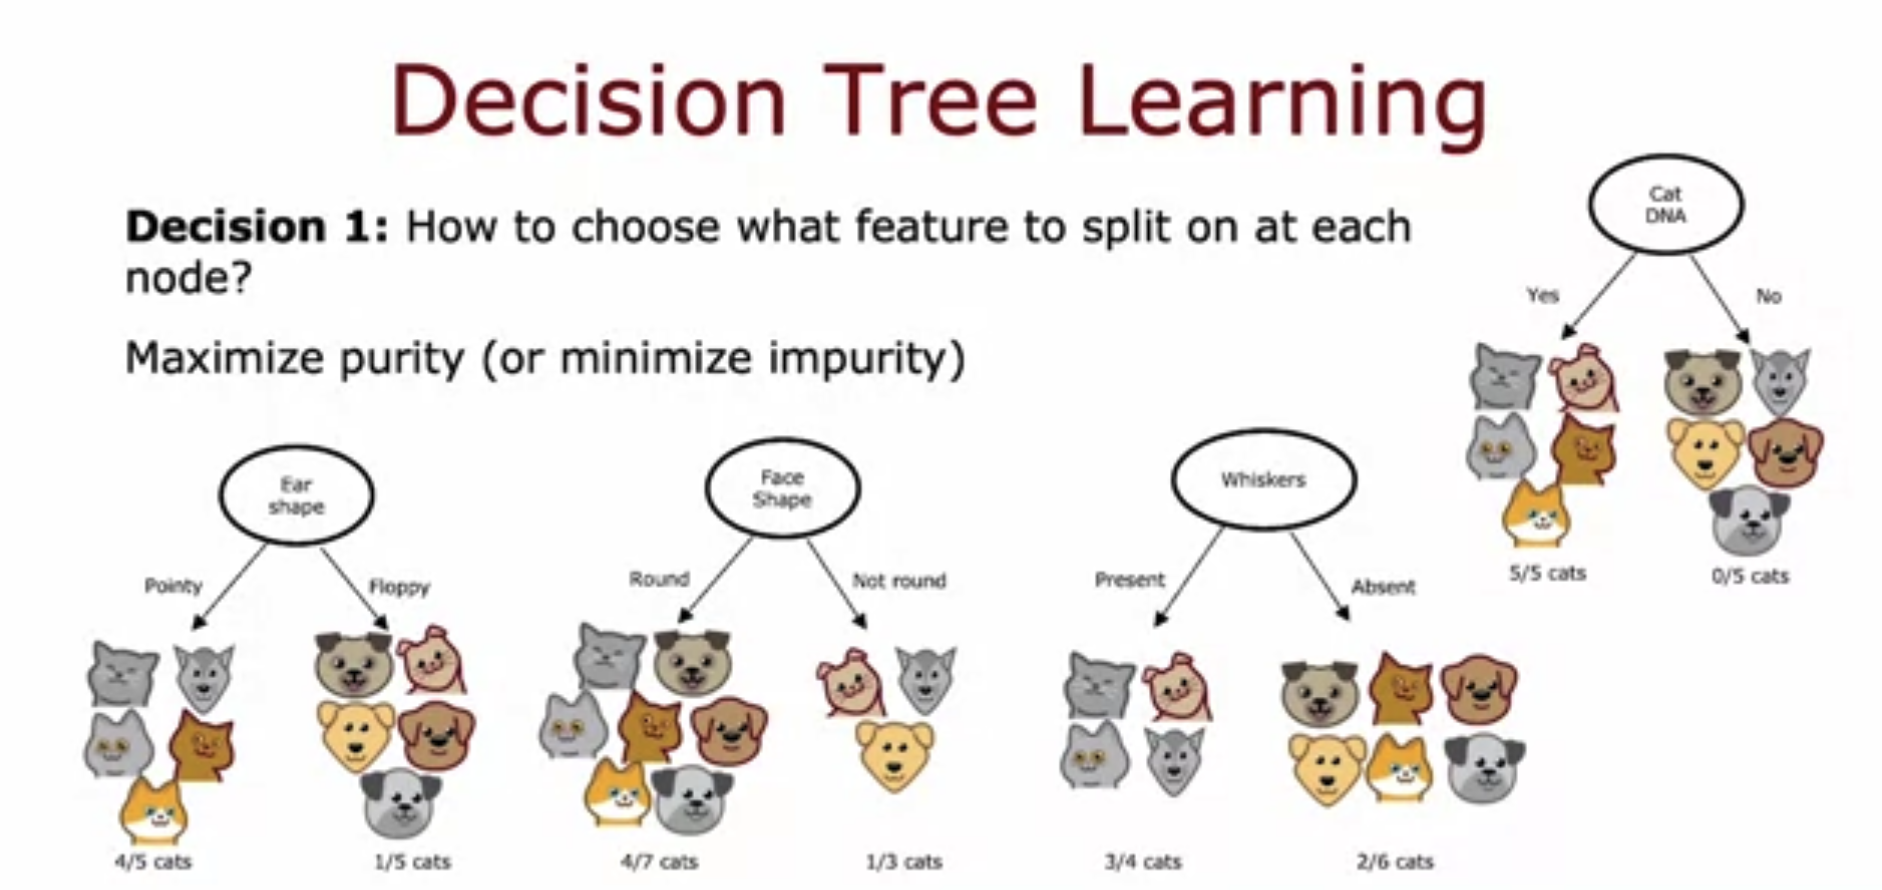 Decision Tree Learning
Decision 1: How to choose what feature to split on at each
node?
Maximize purity (or minimize impurity)
Cat
DNA
Yes
No
5/5 cats
0/5 cats
Ear
shape
Pointy
Floppy
4/5 cats
1/5 cats
Face
Shape
Round
Not round
4/7 cats
1/3 cats
Whiskers
Present
Absent
3/4 cats
2/6 cats